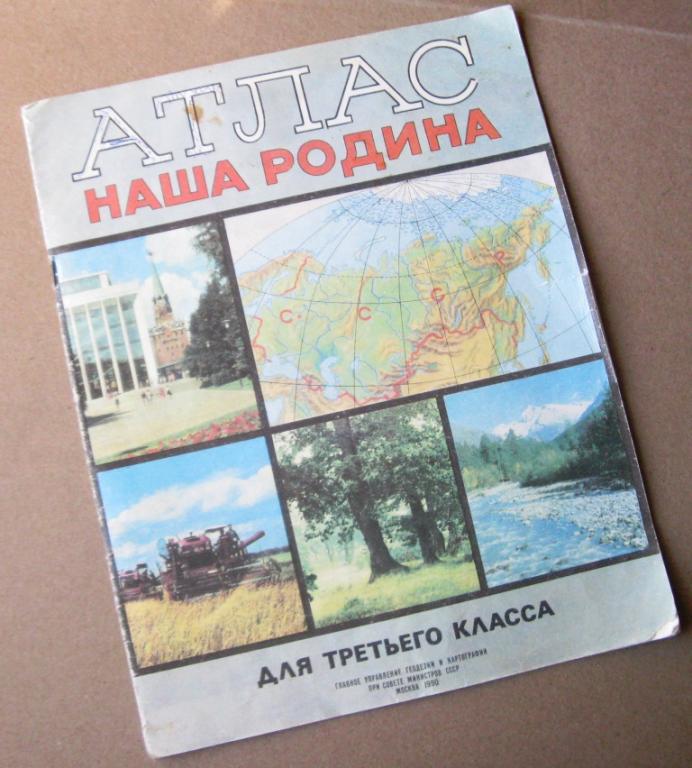 АТЛАС
НАША РОДИНА
С. С С Р
ДЛЯ ТРЕТЬЕГО КЛАССА
ГЛАВНОЕ УПРАВЛЕНИЕ ГЕОДЕЗИИ И КАРТОГРАФИИ
ПРИ СОВЕТЕ МИНИСТРОВ СССР
МОСКВА 1990